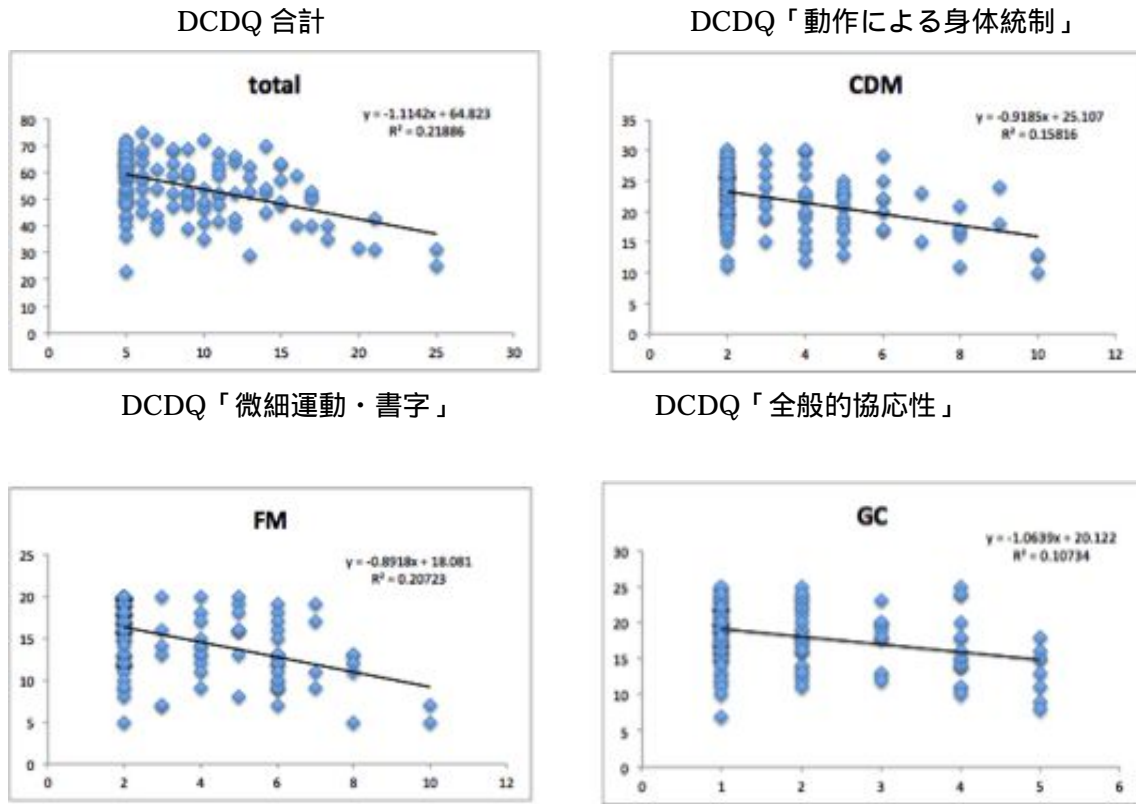 DCDQ 合計
DCDQ「動作による身体統制」
total
y = -1.1142x + 64.823
R² = 0.21886
80
70
60
50
40
30
20
10
0
0 5 10 15 20 25 30
CDM
y = -0.9185x + 25.107
R² = 0.15816
35
30
25
20
15
10
5
0
0 2 4 6 8 10 12
DCDQ「微細運動・書字」
DCDQ「全般的協応性」
FM
y = -0.8918x + 18.081
R² = 0.20723
25
20
15
10
5
0
0 2 4 6 8 10 12
GC
y = -1.0639x + 20.122
R² = 0.10734
30
25
20
15
10
5
0
0 1 2 3 4 5 6